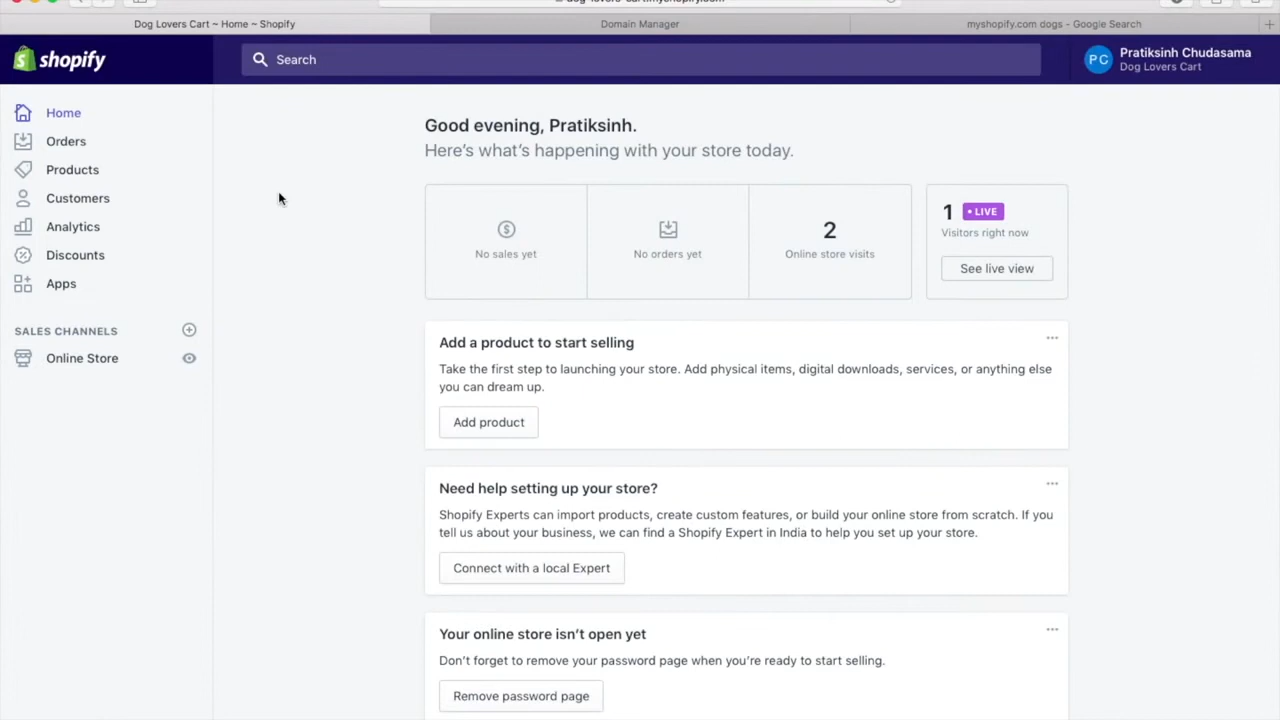 Dog Lovers Cart ~ Home ~ Shopify
Domain Manager
myshopify.com dogs - Google Search
shopify
Search
PC
Pratiksinh Chudasama
Dog Lovers Cart
Home
Orders
Products
Customers
Analytics
Discounts
Apps
SALES CHANNELS
Online Store
Good evening, Pratiksinh.
Here's what's happening with your store today.
No sales yet
No orders yet
2
Online store visits
1 • LIVE
Visitors right now
See live view
Add a product to start selling
Take the first step to launching your store. Add physical items, digital downloads, services, or anything else
you can dream up.
Add product
Need help setting up your store?
Shopify Experts can import products, create custom features, or build your online store from scratch. If you
tell us about your business, we can find a Shopify Expert in India to help you set up your store.
Connect with a local Expert
Your online store isn't open yet
Don't forget to remove your password page when you're ready to start selling.
Remove password page